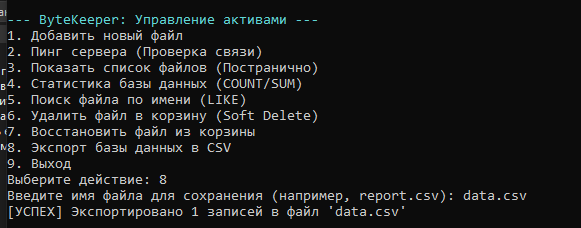 --- ByteKeeper: Управление активами ---
1. Добавить новый файл
2. Пинг сервера (Проверка связи)
3. Показать список файлов (Постранично)
4. Статистика базы данных (COUNT/SUM)
5. Поиск файла по имени (LIKE)
6. Удалить файл в корзину (Soft Delete)
7. Восстановить файл из корзины
8. Экспорт базы данных в CSV
9. Выход
Выберите действие: 8
Введите имя файла для сохранения (например, report.csv): data.csv
[УСПЕХ] Экспортировано 1 записей в файл 'data.csv'